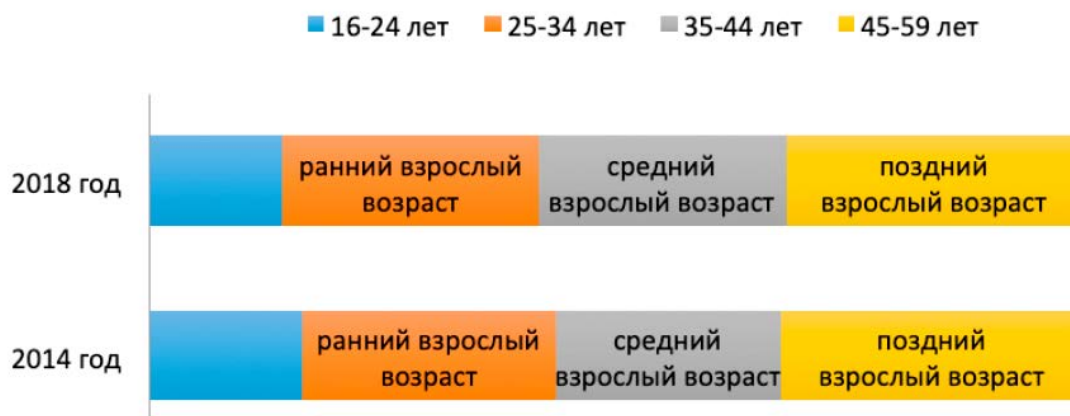 16-24 лет 25-34 лет 35-44 лет 45-59 лет
2018 год
ранний взрослый
возраст
средний
взрослый возраст
поздний
взрослый возраст
2014 год
ранний взрослый
возраст
средний
взрослый возраст
поздний
взрослый возраст